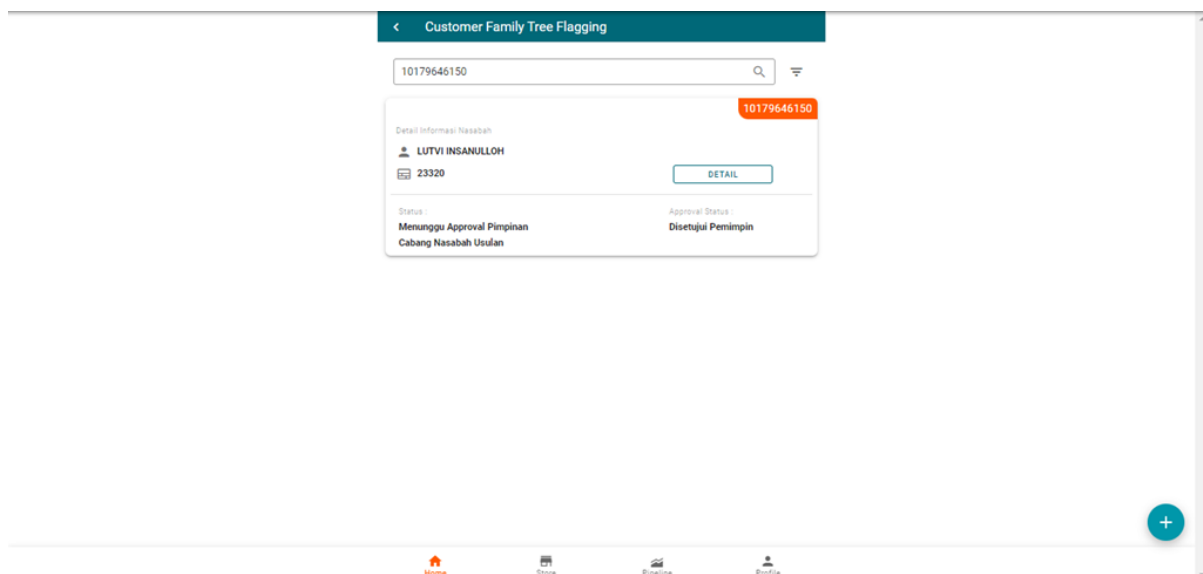 Customer Family Tree Flagging
10179646150
10179646150
Detail Informasi Nasabah
LUTVI INSANULLOH
23320
DETAIL
Status :
Approval Status :
Menunggu Approval Pimpinan
Cabang Nasabah Usulan
Disetujui Pemimpin
Home
Store
Pipeline
Profile